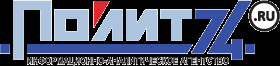 ПОЛИТ74.RU
ИНФОРМАЦИОННО-АНАЛИТИЧЕСКОЕ АГЕНТСТВО